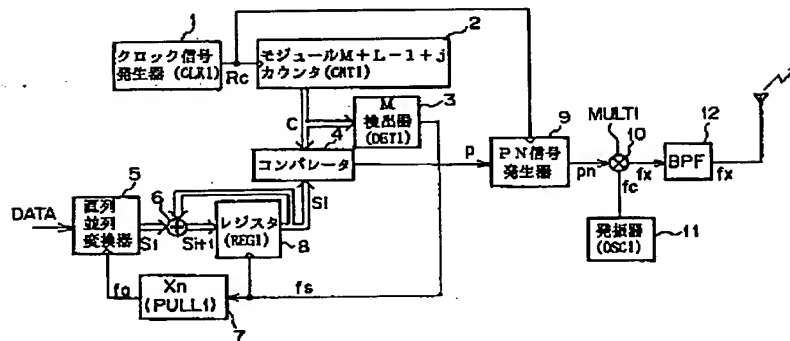 1
クロック信号
発生器(CLK1)
Rc
2
モジュールM+L-1+j
カウンタ(CNT1)
C
M
検出器
(DET1)
3
4
コンパレータ
P
9
PN信号
発生器
pn
MULTI
10
fx
fc
12
BPF
fx
発振器
(OSC1)
11
DATA
5
直列
並列
変換器
Si
6
Si+1
レジスタ
(REG1)
8
Si
fo
Xn
(PULL1)
7
fs